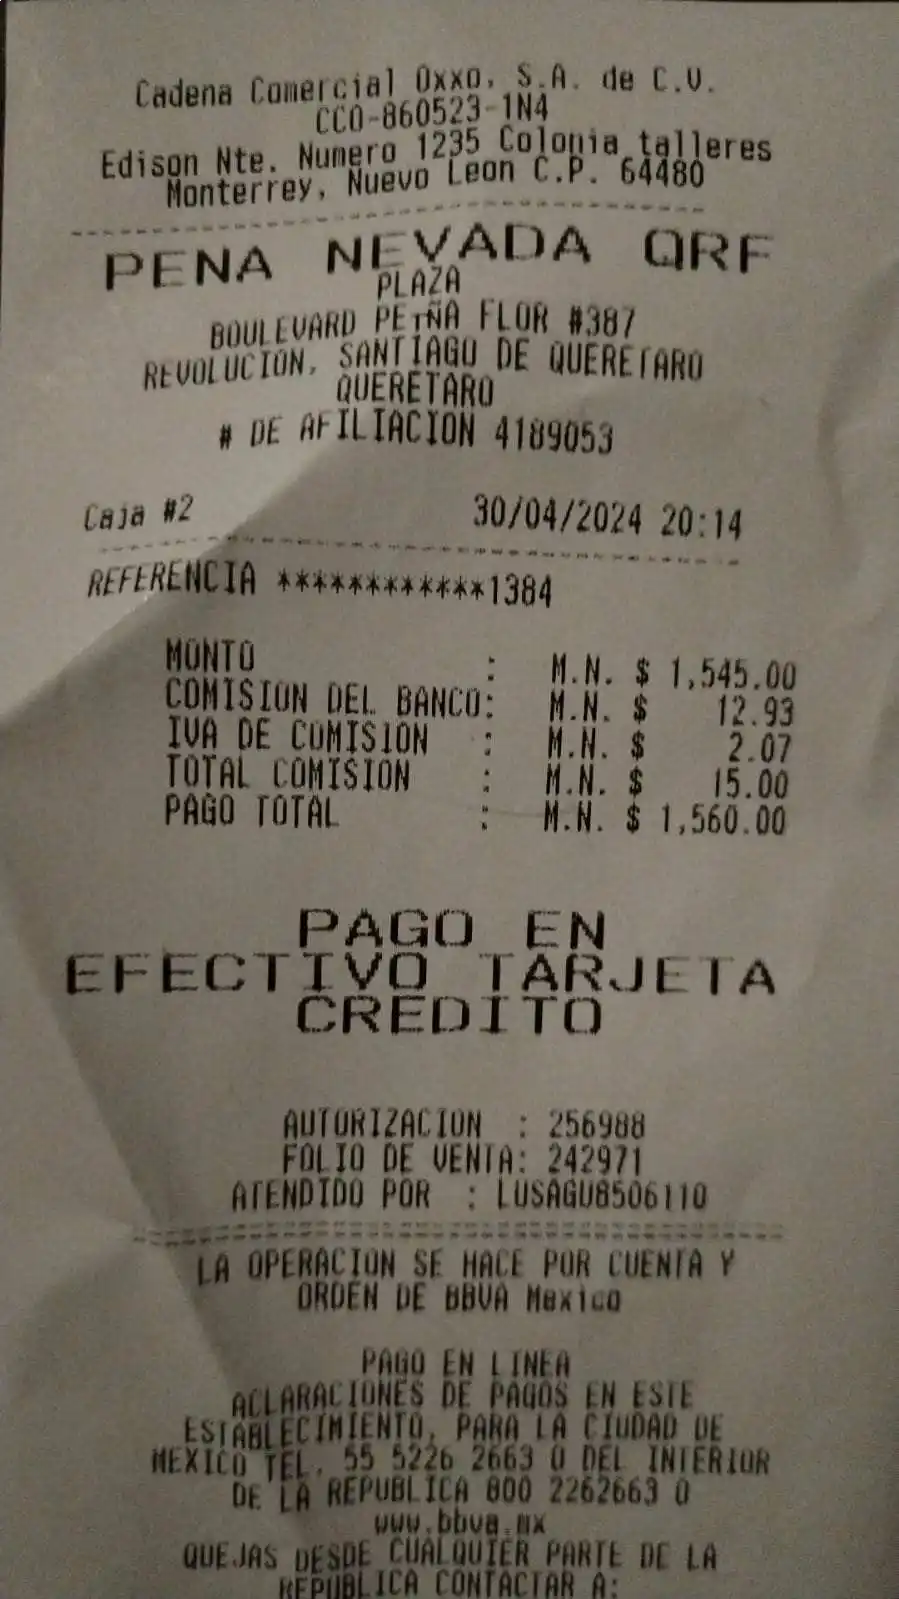 Cadena Comercial Oxxo, S.A. de C.V.
CCO-860523-1N4
Edison Nte. Numero 1235 Colonia talleres
Monterrey, Nuevo Leon C.P. 64480
PENA NEVADA QRF
PLAZA
BOULEVARD PEÑA FLOR #387
REVOLUCION, SANTIAGO DE QUERETARO
QUERETARO
# DE AFILIACION 4189053
Caja #2 30/04/2024 20:14
REFERENCIA ************1384
MONTO : M.N. $ 1,545.00
COMISION DEL BANCO: M.N. $ 12.93
IVA DE COMISION : M.N. $ 2.07
TOTAL COMISION : M.N. $ 15.00
PAGO TOTAL : M.N. $ 1,560.00
PAGO EN
EFECTIVO TARJETA
CREDITO
AUTORIZACION : 256988
FOLIO DE VENTA: 242971
ATENDIDO POR : LUSAGU8506110
LA OPERACION SE HACE POR CUENTA Y
ORDEN DE BBVA Mexico
PAGO EN LINEA
ACLARACIONES DE PAGOS EN ESTE
ESTABLECIMIENTO, PARA LA CIUDAD DE
MEXICO TEL. 55 5226 2663 O DEL INTERIOR
DE LA REPUBLICA 800 2262663 O
www.bbva.mx
QUEJAS DESDE CUALQUIER PARTE DE LA
REPUBLICA CONTACTAR A: